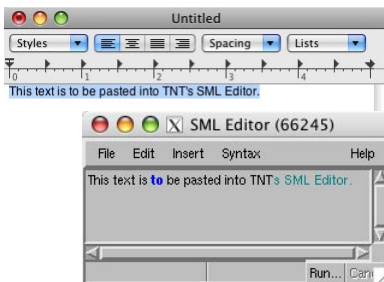 Untitled
Styles Spacing Lists
0 1 2 3 4
This text is to be pasted into TNT's SML Editor.
X SML Editor (66245)
File Edit Insert Syntax Help
This text is to be pasted into TNT's SML Editor.
Run...